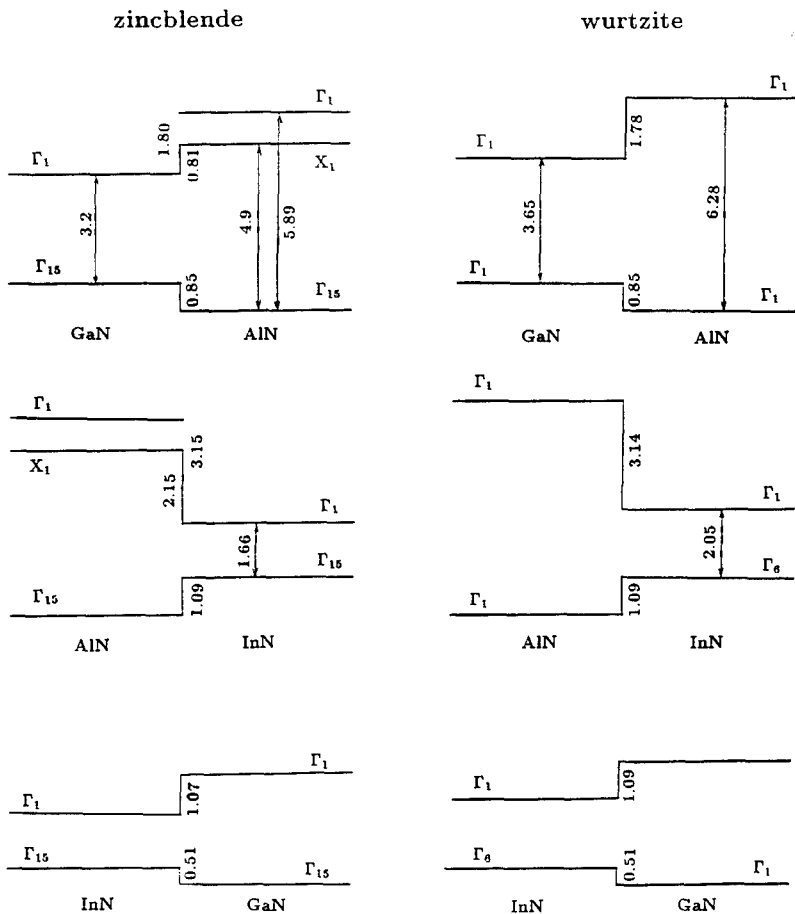 zincblende
wurtzite
Γ₁
1.80
0.81
X₁
Γ₁
3.2
4.9
5.89
Γ₁₅
0.85
Γ₁₅
GaN
AlN
Γ₁
1.78
Γ₁
3.65
6.28
Γ₁
0.85
Γ₁
GaN
AlN
Γ₁
X₁
3.15
2.15
Γ₁
1.66
Γ₁₅
Γ₁₅
1.09
AlN
InN
Γ₁
3.14
Γ₁
2.05
Γ₆
Γ₁
1.09
AlN
InN
Γ₁
1.07
Γ₁
Γ₁₅
0.51
Γ₁₅
InN
GaN
Γ₁
1.09
Γ₆
0.51
Γ₁
InN
GaN